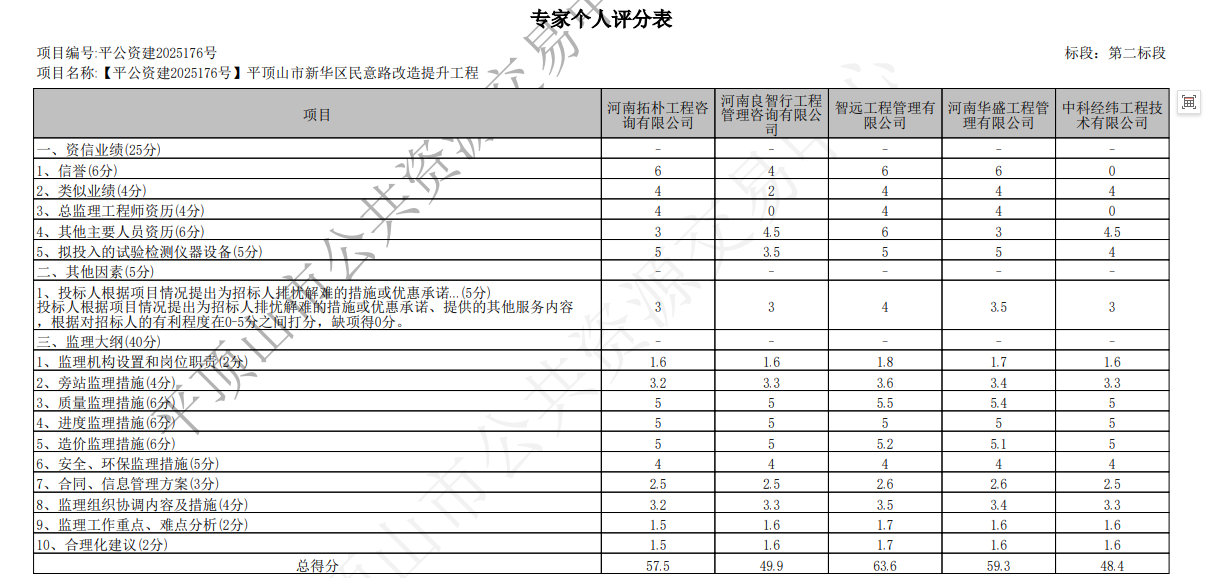 专家个人评分表
项目编号:平公资建2025176号 标段: 第二标段
项目名称:【平公资建2025176号】平顶山市新华区民意路改造提升工程
项目 河南拓朴工程咨询有限公司 河南良智行工程管理咨询有限公司 智远工程管理有限公司 河南华盛工程管理有限公司 中科经纬工程技术有限公司
一、资信业绩(25分) - - - - -
1、信誉(6分) 6 4 6 6 0
2、类似业绩(4分) 4 2 4 4 4
3、总监理工程师资历(4分) 4 0 4 4 0
4、其他主要人员资历(6分) 3 4.5 6 3 4.5
5、拟投入的试验检测仪器设备(5分) 5 3.5 5 5 4
二、其他因素(5分) - - - - -
1、投标人根据项目情况提出为招标人排忧解难的措施或优惠承诺...(5分)
投标人根据项目情况提出为招标人排忧解难的措施或优惠承诺、提供的其他服务内容
,根据对招标人的有利程度在0-5分之间打分，缺项得0分。 3 3 4 3.5 3
三、监理大纲(40分) - - - - -
1、监理机构设置和岗位职责(2分) 1.6 1.6 1.8 1.7 1.6
2、旁站监理措施(4分) 3.2 3.3 3.6 3.4 3.3
3、质量监理措施(6分) 5 5 5.5 5.4 5
4、进度监理措施(6分) 5 5 5 5 5
5、造价监理措施(6分) 5 5 5.2 5.1 5
6、安全、环保监理措施(5分) 4 4 4 4 4
7、合同、信息管理方案(3分) 2.5 2.5 2.6 2.6 2.5
8、监理组织协调内容及措施(4分) 3.2 3.3 3.5 3.4 3.3
9、监理工作重点、难点分析(2分) 1.5 1.6 1.7 1.6 1.6
10、合理化建议(2分) 1.5 1.6 1.7 1.6 1.6
总得分 57.5 49.9 63.6 59.3 48.4
平顶山市公共资源交易中
顶山市公共资源交易中心